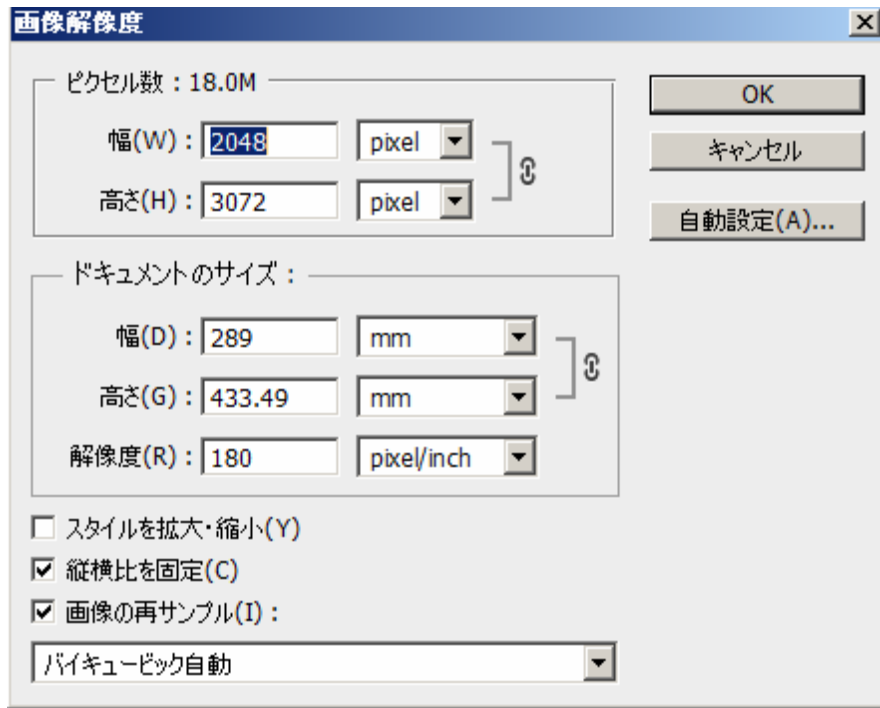 画像解像度
ピクセル数:18.0M
幅(W): 2048 pixel
高さ(H): 3072 pixel
OK
キャンセル
自動設定(A)...
ドキュメントのサイズ:
幅(D): 289 mm
高さ(G): 433.49 mm
解像度(R): 180 pixel/inch
スタイルを拡大・縮小(Y)
縦横比を固定(C)
画像の再サンプル(I):
バイキュービック自動